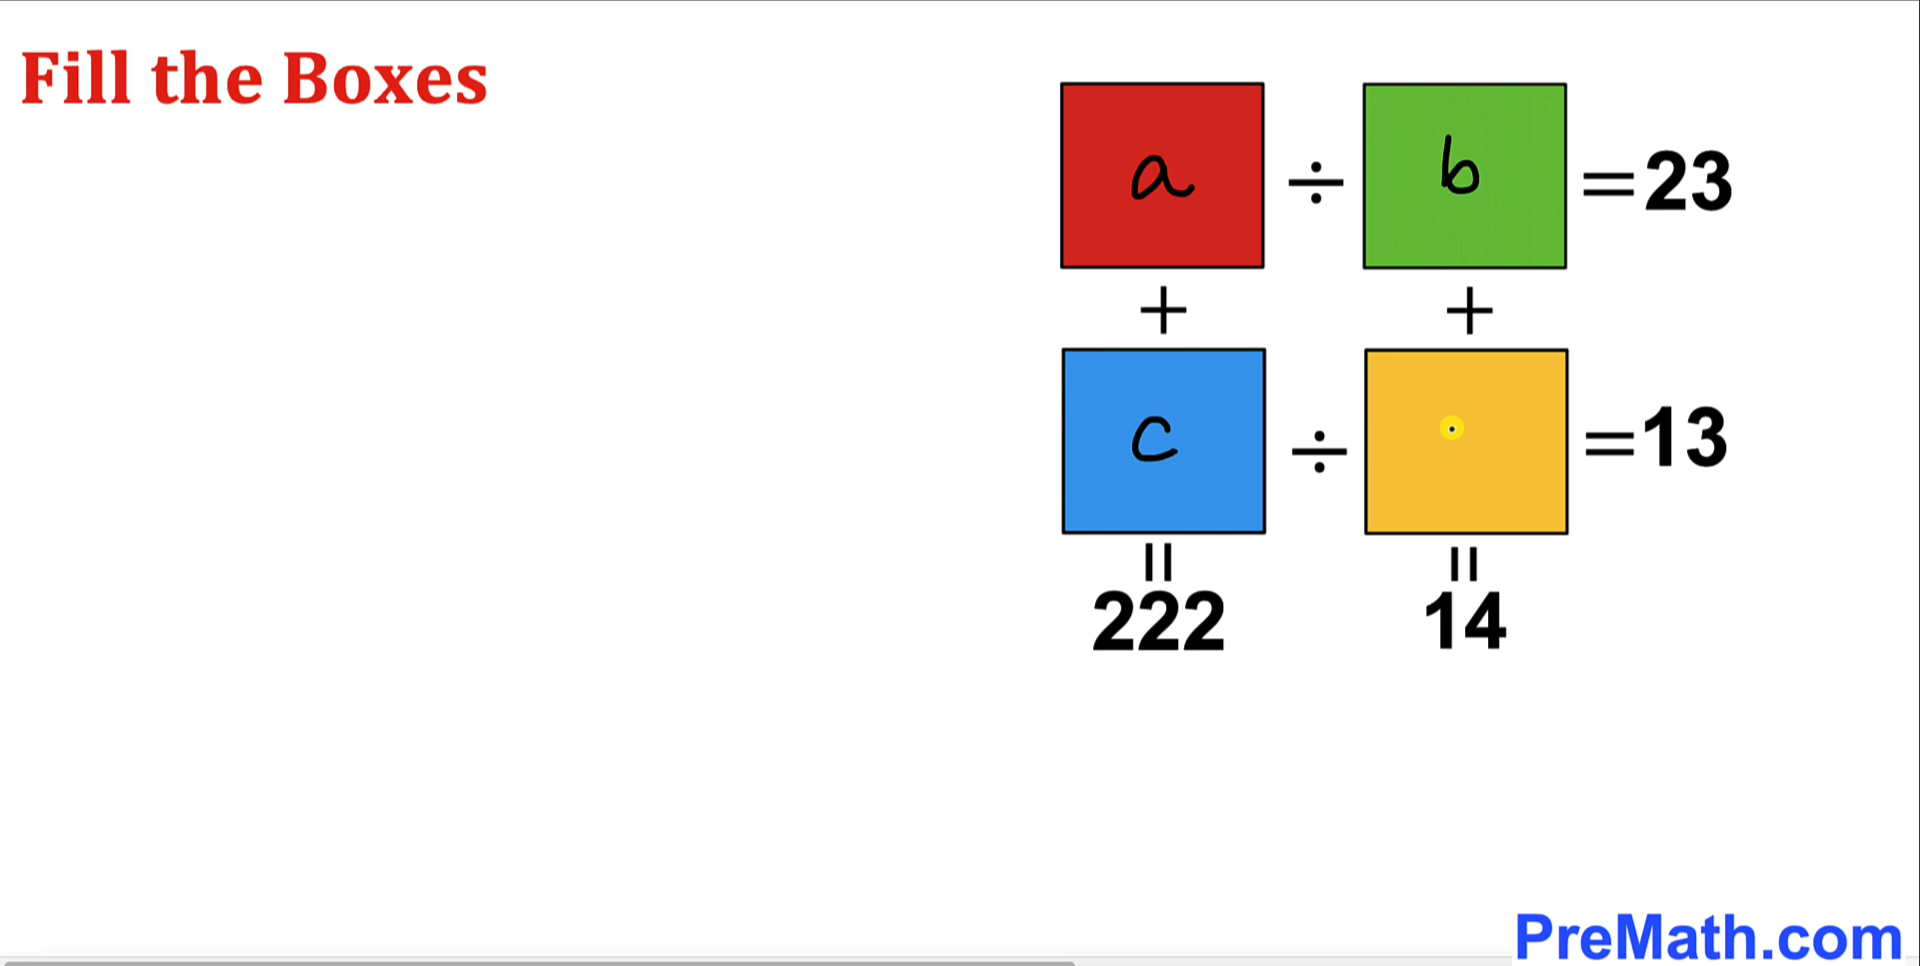 Fill the Boxes
a ÷ b =23
+ +
c ÷ =13
= =
222 14
PreMath.com